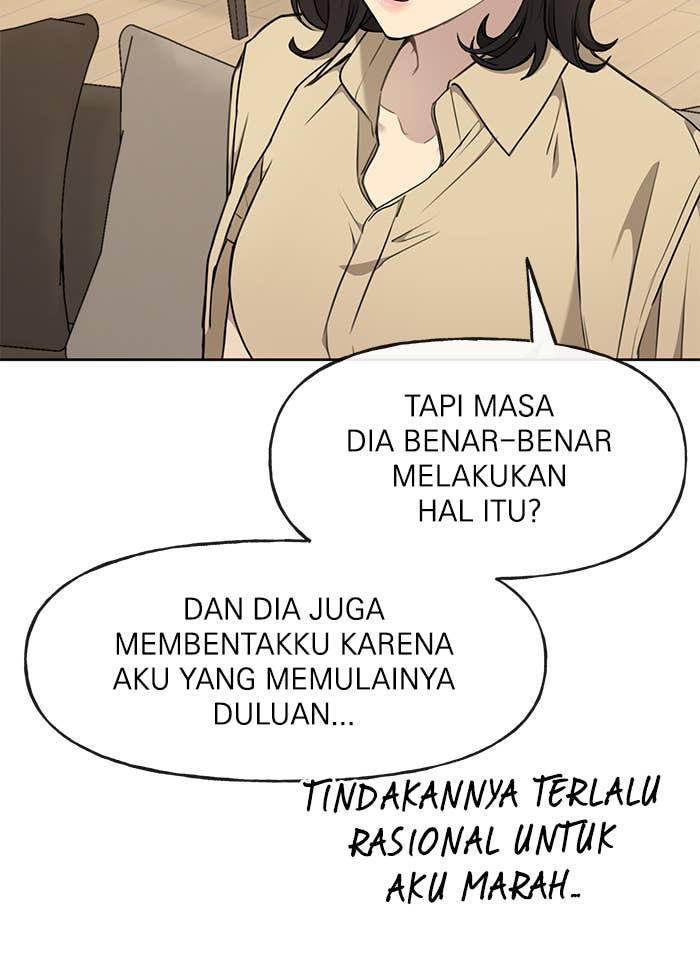 TAPI MASA
DIA BENAR-BENAR
MELAKUKAN
HAL ITU?
DAN DIA JUGA
MEMBENTAKKU KARENA
AKU YANG MEMULAINYA
DULUAN...
TINDAKANNYA TERLALU
RASIONAL UNTUK
AKU MARAH..